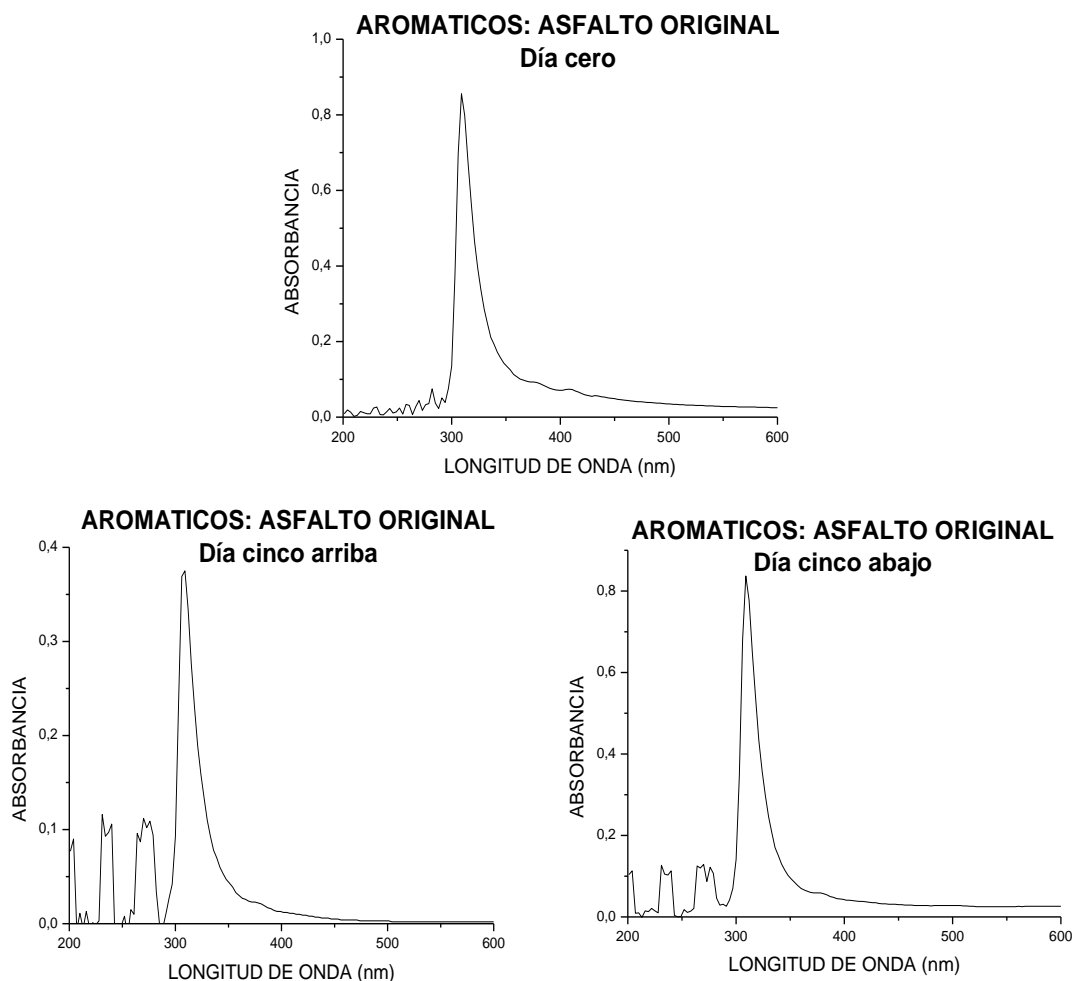 AROMATICOS: ASFALTO ORIGINAL
Día cero
1,0
0,8
0,6
0,4
0,2
0,0
ABSORBANCIA
200 300 400 500 600
LONGITUD DE ONDA (nm)
AROMATICOS: ASFALTO ORIGINAL
Día cinco arriba
0,4
0,3
0,2
0,1
0,0
ABSORBANCIA
200 300 400 500 600
LONGITUD DE ONDA (nm)
AROMATICOS: ASFALTO ORIGINAL
Día cinco abajo
0,8
0,6
0,4
0,2
0,0
ABSORBANCIA
200 300 400 500 600
LONGITUD DE ONDA (nm)